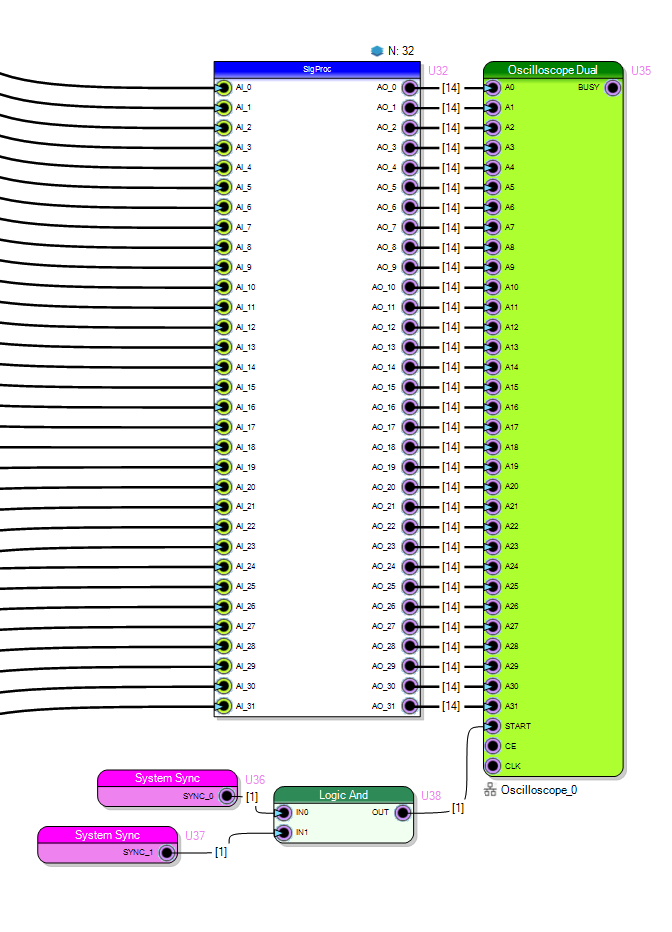 N: 32
SigProc U32 Oscilloscope Dual U35
AI_0 AO_0 [14] A0 BUSY
AI_1 AO_1 [14] A1
AI_2 AO_2 [14] A2
AI_3 AO_3 [14] A3
AI_4 AO_4 [14] A4
AI_5 AO_5 [14] A5
AI_6 AO_6 [14] A6
AI_7 AO_7 [14] A7
AI_8 AO_8 [14] A8
AI_9 AO_9 [14] A9
AI_10 AO_10 [14] A10
AI_11 AO_11 [14] A11
AI_12 AO_12 [14] A12
AI_13 AO_13 [14] A13
AI_14 AO_14 [14] A14
AI_15 AO_15 [14] A15
AI_16 AO_16 [14] A16
AI_17 AO_17 [14] A17
AI_18 AO_18 [14] A18
AI_19 AO_19 [14] A19
AI_20 AO_20 [14] A20
AI_21 AO_21 [14] A21
AI_22 AO_22 [14] A22
AI_23 AO_23 [14] A23
AI_24 AO_24 [14] A24
AI_25 AO_25 [14] A25
AI_26 AO_26 [14] A26
AI_27 AO_27 [14] A27
AI_28 AO_28 [14] A28
AI_29 AO_29 [14] A29
AI_30 AO_30 [14] A30
AI_31 AO_31 [14] A31
START
CE
CLK
System Sync U36
Oscilloscope_0
SYNC_0 [1] Logic And U38
[1]
IN0 OUT
System Sync U37
IN1
SYNC_1 [1]